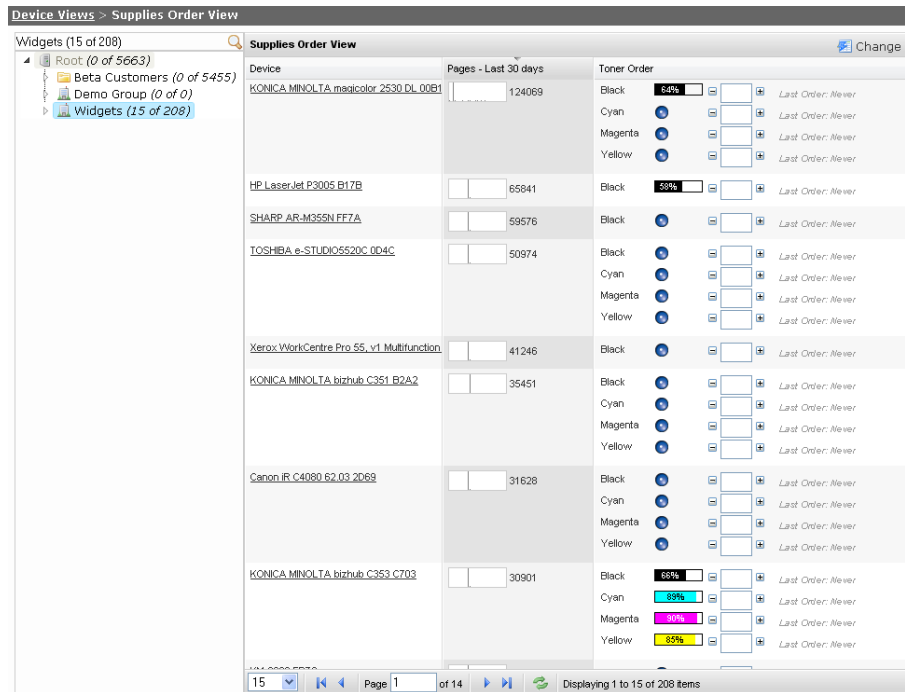 Device Views > Supplies Order View
Widgets (15 of 208)
Root (0 of 5663)
Beta Customers (0 of 5455)
Demo Group (0 of 0)
Widgets (15 of 208)
Supplies Order View
Change
Device Pages - Last 30 days Toner Order
KONICA MINOLTA magicolor 2530 DL 00B1 124069 Black 64% Last Order: Never
Cyan Last Order: Never
Magenta Last Order: Never
Yellow Last Order: Never
HP LaserJet P3005 B17B 65841 Black 59% Last Order: Never
SHARP AR-M355N FF7A 59576 Black Last Order: Never
TOSHIBA e-STUDIO5520C 0D4C 50974 Black Last Order: Never
Cyan Last Order: Never
Magenta Last Order: Never
Yellow Last Order: Never
Xerox WorkCentre Pro 55, v1 Multifunction 41246 Black Last Order: Never
KONICA MINOLTA bizhub C351 B2A2 35451 Black Last Order: Never
Cyan Last Order: Never
Magenta Last Order: Never
Yellow Last Order: Never
Canon iR C4080 62.03 2D69 31628 Black Last Order: Never
Cyan Last Order: Never
Magenta Last Order: Never
Yellow Last Order: Never
KONICA MINOLTA bizhub C353 C703 30901 Black 66% Last Order: Never
Cyan 89% Last Order: Never
Magenta 90% Last Order: Never
Yellow 85% Last Order: Never
15 Page 1 of 14 Displaying 1 to 15 of 208 items